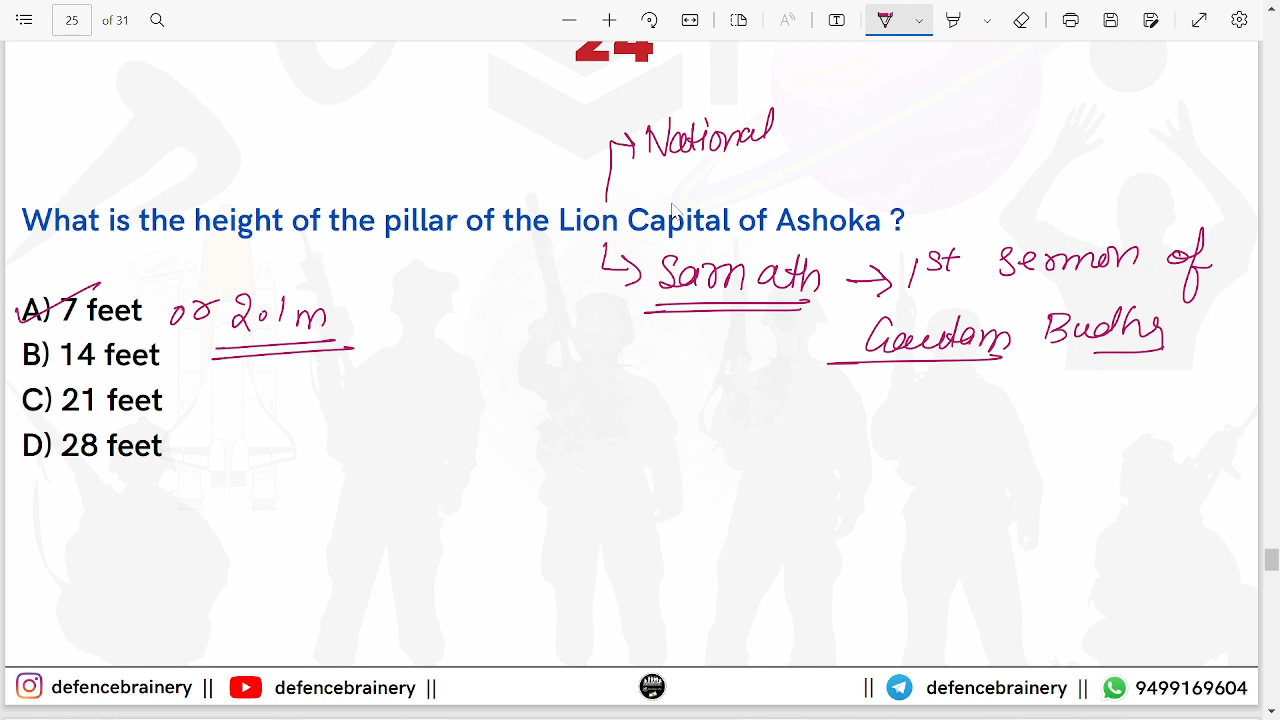 25 of 31
24
National
What is the height of the pillar of the Lion Capital of Ashoka ?
Sarnath → 1st sermon of
Gautam Budhg
A) 7 feet or 2.1 m
B) 14 feet
C) 21 feet
D) 28 feet
defencebrainery || defencebrainery || || defencebrainery || 9499169604